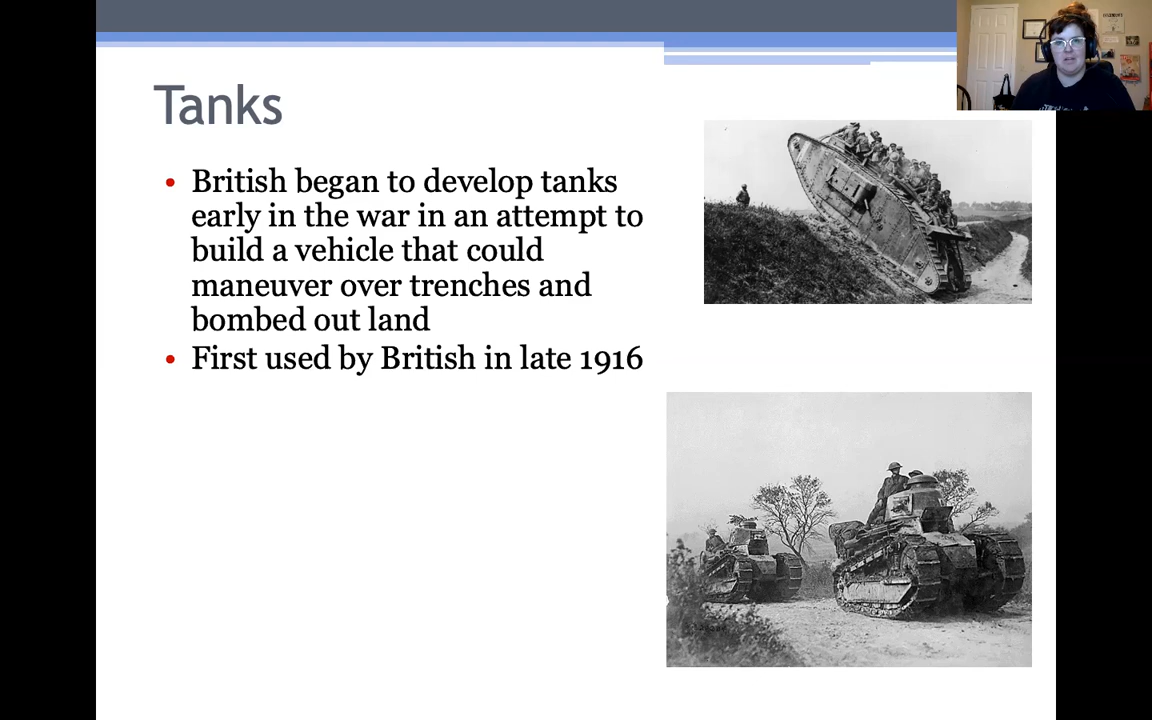 Tanks
• British began to develop tanks
early in the war in an attempt to
build a vehicle that could
maneuver over trenches and
bombed out land
• First used by British in late 1916